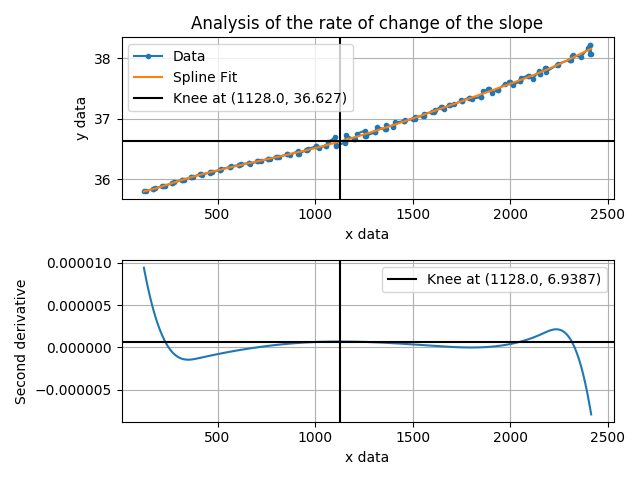 Analysis of the rate of change of the slope
Data
Spline Fit
Knee at (1128.0, 36.627)
38
37
36
y data
500
1000
1500
2000
2500
x data
Knee at (1128.0, 6.9387)
0.000010
0.000005
0.000000
−0.000005
Second derivative
500
1000
1500
2000
2500
x data